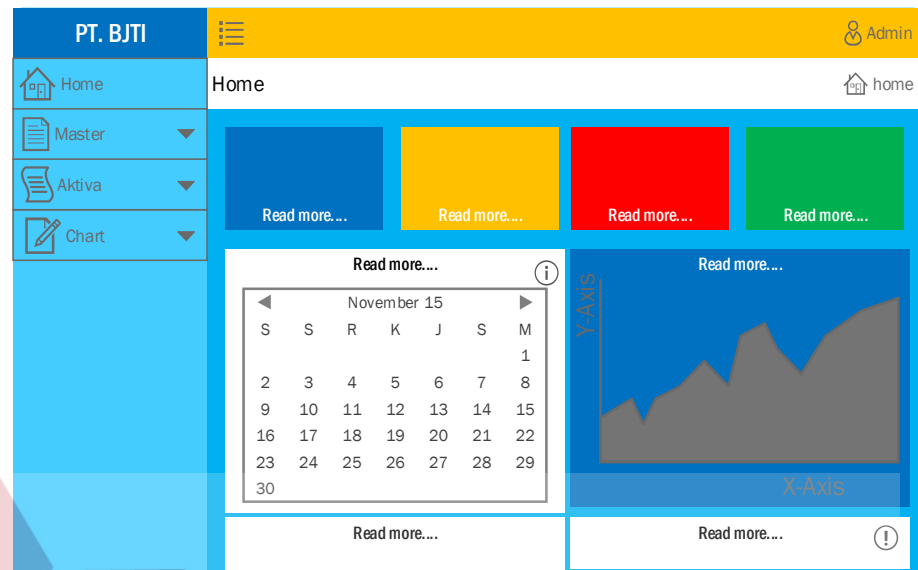 PT. BJTI
Admin
Home
Home
home
Master
Aktiva
Chart
Read more....
Read more....
Read more....
Read more....
Read more....
November 15
S S R K J S M
1
2 3 4 5 6 7 8
9 10 11 12 13 14 15
16 17 18 19 20 21 22
23 24 25 26 27 28 29
30
Read more....
Y-Axis
X-Axis
Read more....
Read more....